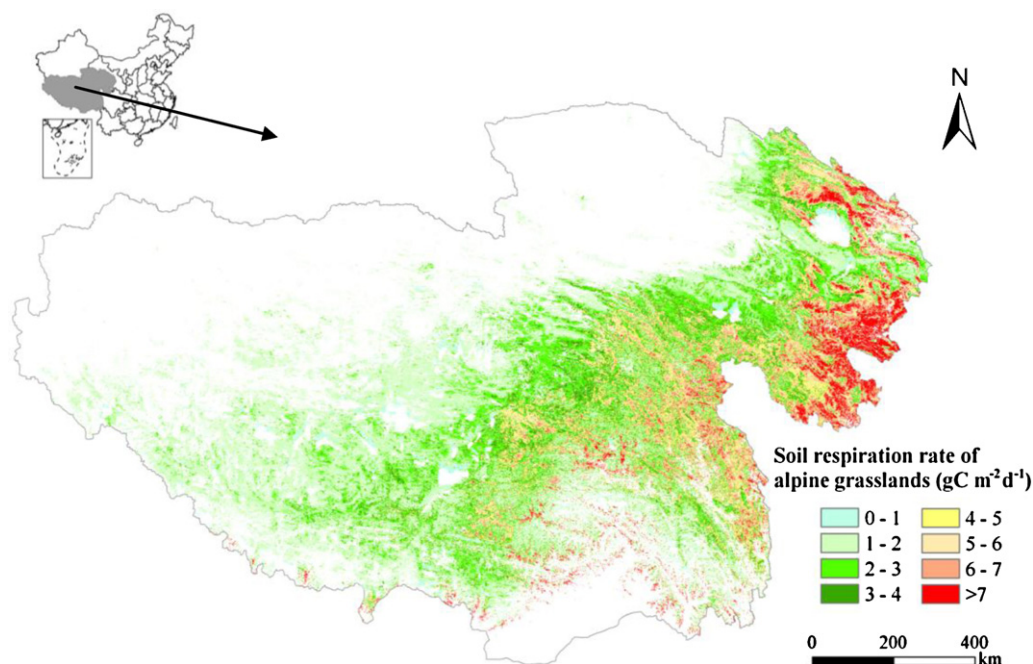 N
Soil respiration rate of
alpine grasslands (gC m⁻²d⁻¹)
0 - 1
1 - 2
2 - 3
3 - 4
4 - 5
5 - 6
6 - 7
>7
0 200 400
km